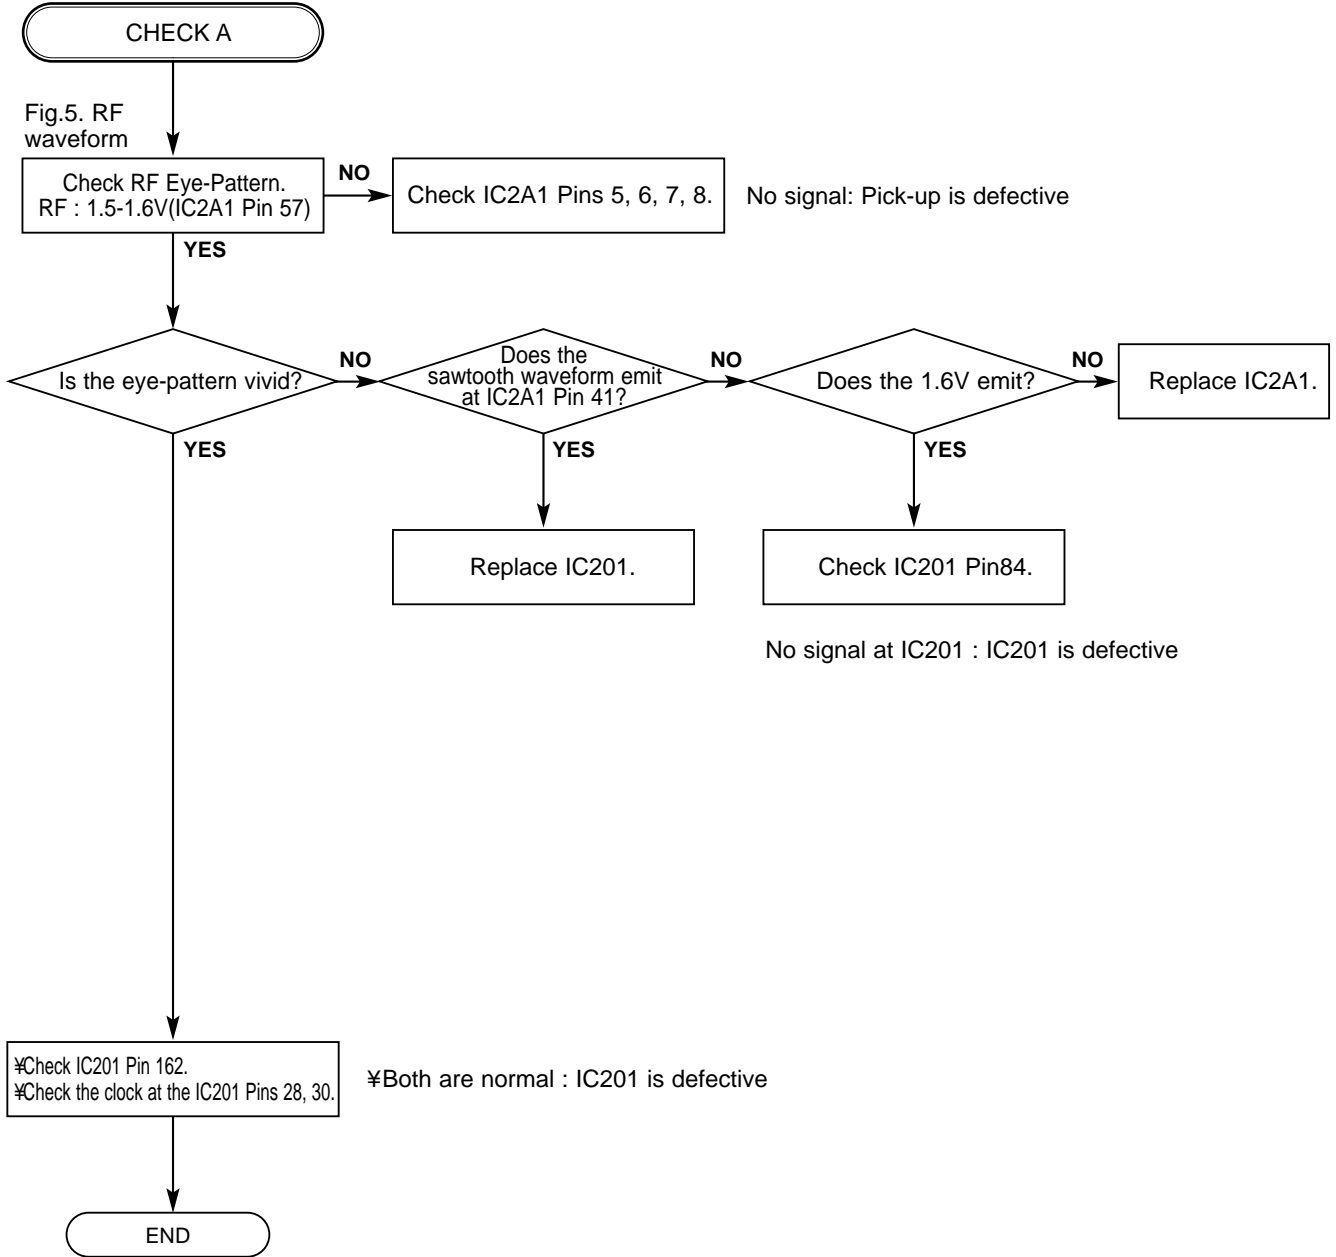 CHECK A
Fig.5. RF
waveform
Check RF Eye-Pattern.
RF : 1.5-1.6V(IC2A1 Pin 57)
NO
Check IC2A1 Pins 5, 6, 7, 8.
No signal: Pick-up is defective
YES
Is the eye-pattern vivid?
NO
Does the
sawtooth waveform emit
at IC2A1 Pin 41?
NO
Does the 1.6V emit?
NO
Replace IC2A1.
YES
YES
YES
Replace IC201.
Check IC201 Pin84.
No signal at IC201 : IC201 is defective
¥Check IC201 Pin 162.
¥Check the clock at the IC201 Pins 28, 30.
¥Both are normal : IC201 is defective
END